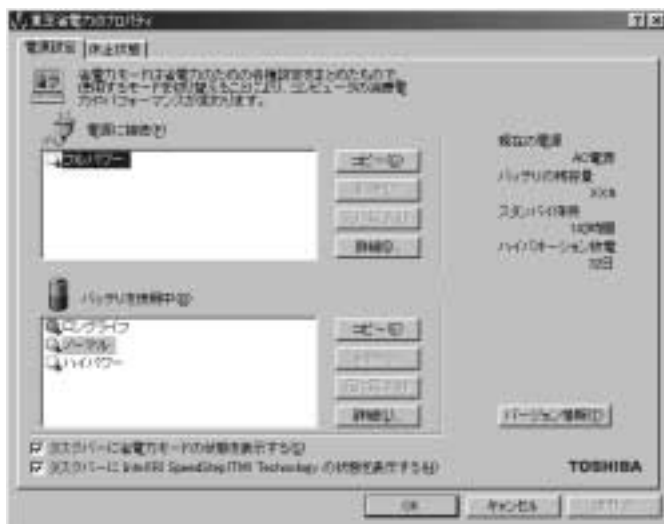 東芝省電力のプロパティ
電源設定 休止状態
省電力モードは省電力のための各種設定をまとめたもので、
使用するモードを切り替えることにより、コンピュータの消費電
力やパフォーマンスが変わります。
電源に接続(P)
フルパワー
コピー(C)
詳細(D)...
現在の電源
AC電源
バッテリの残容量
XX%
スタンバイ保持
ハイバネーション放電
バッテリを使用中(B)
ロングライフ
ノーマル
ハイパワー
コピー(O)
詳細(L)...
バージョン情報(I)
タスクバーに省電力モードの状態を表示する(S)
タスクバーに Intel(R) SpeedStep(TM) Technology の状態を表示する(H)
TOSHIBA
OK キャンセル